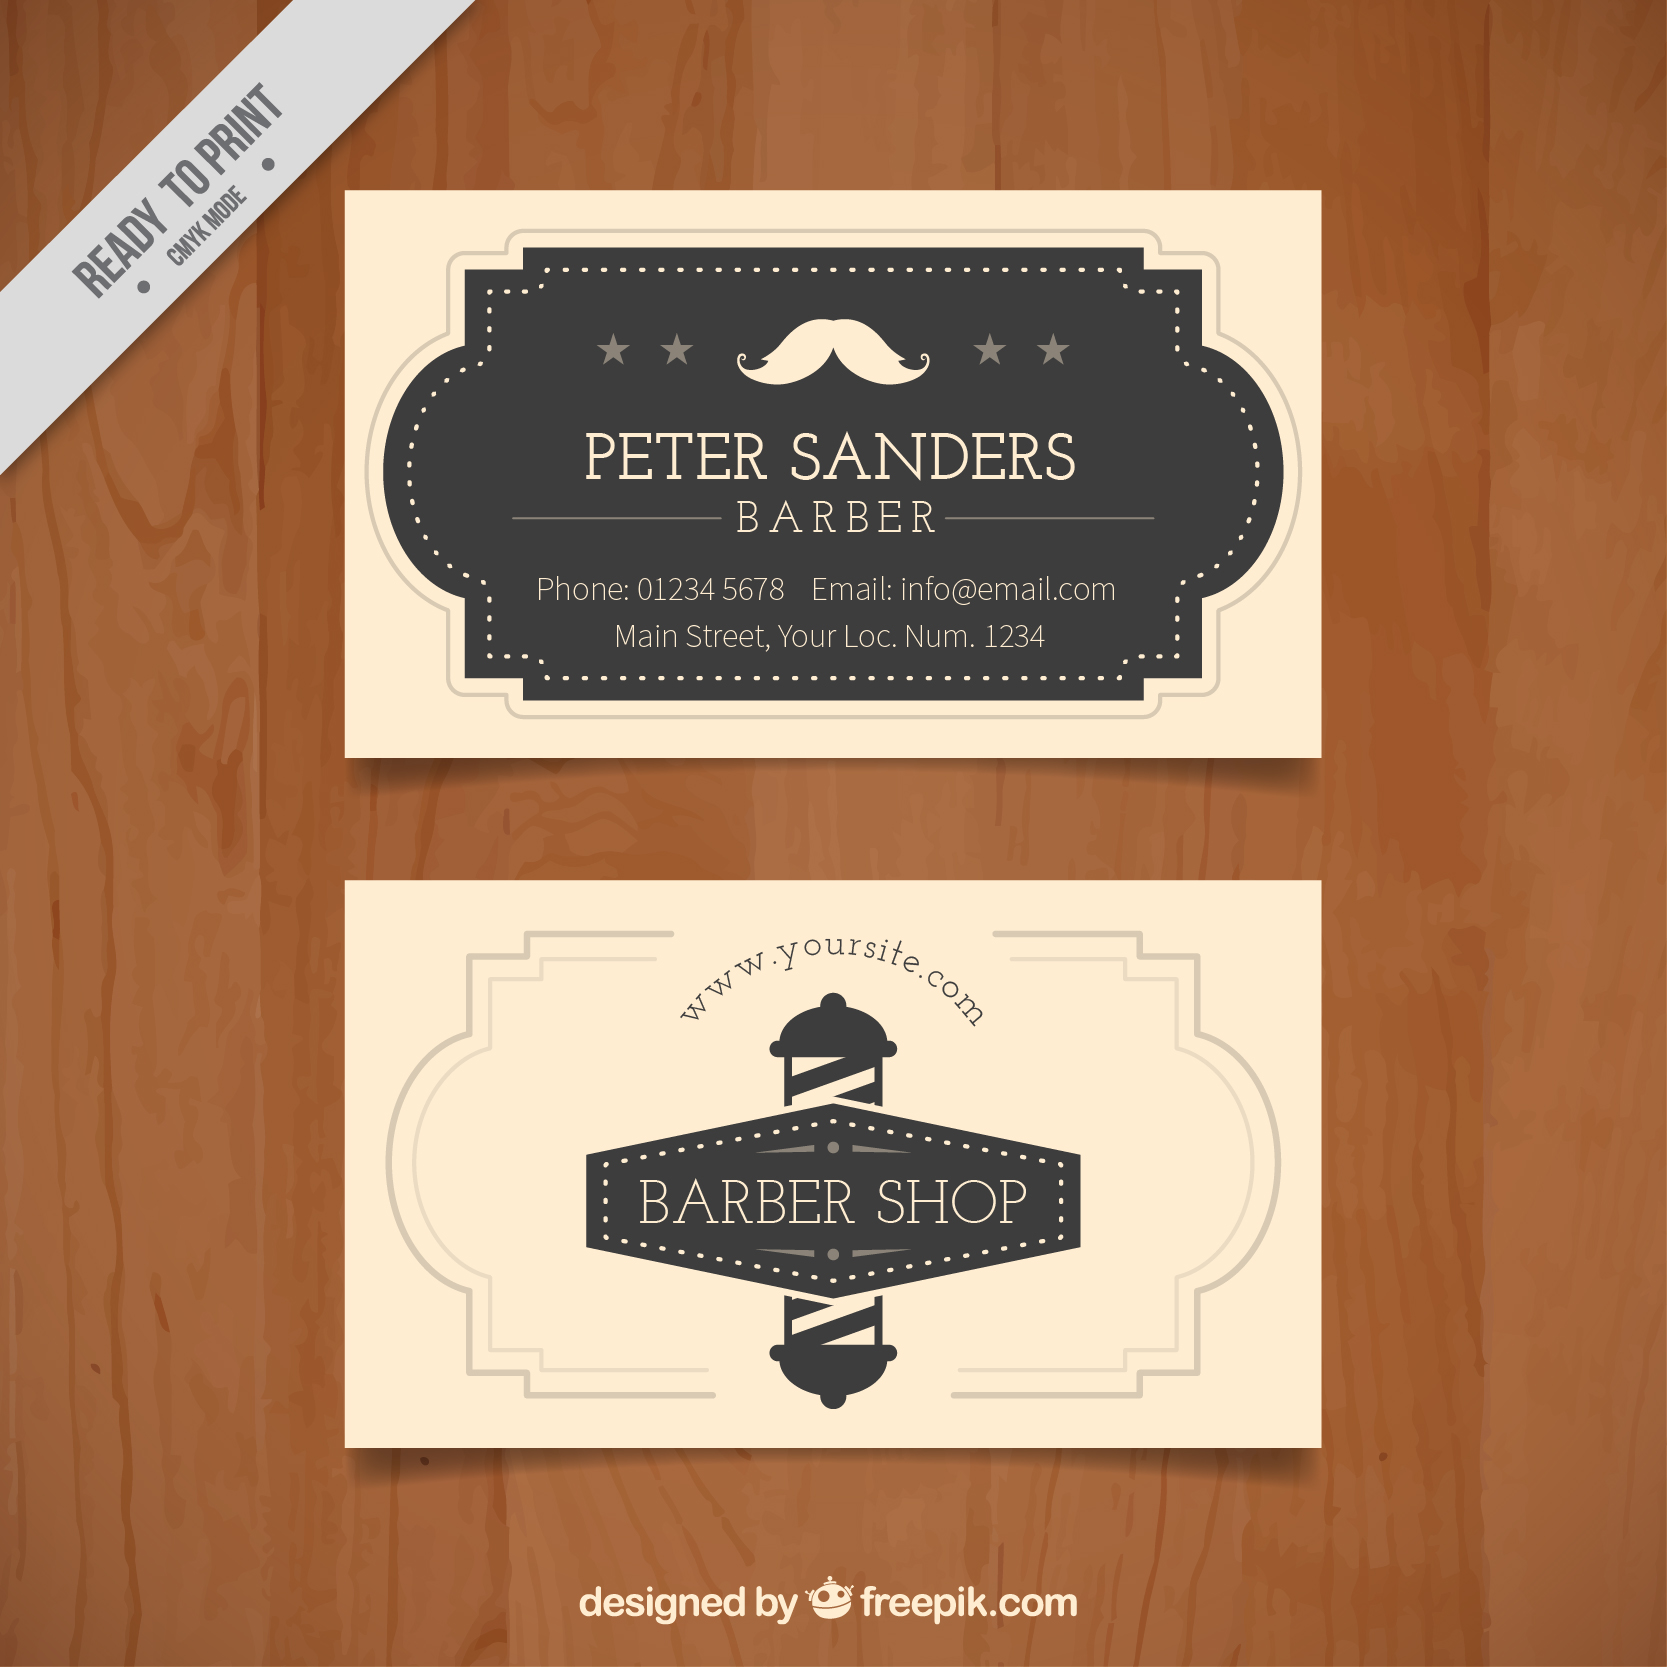 READY TO PRINT
• CMYK MODE •
PETER SANDERS
BARBER
Phone: 01234 5678 Email: info@email.com
Main Street, Your Loc. Num. 1234
www.yoursite.com
BARBER SHOP
designed by freepik.com